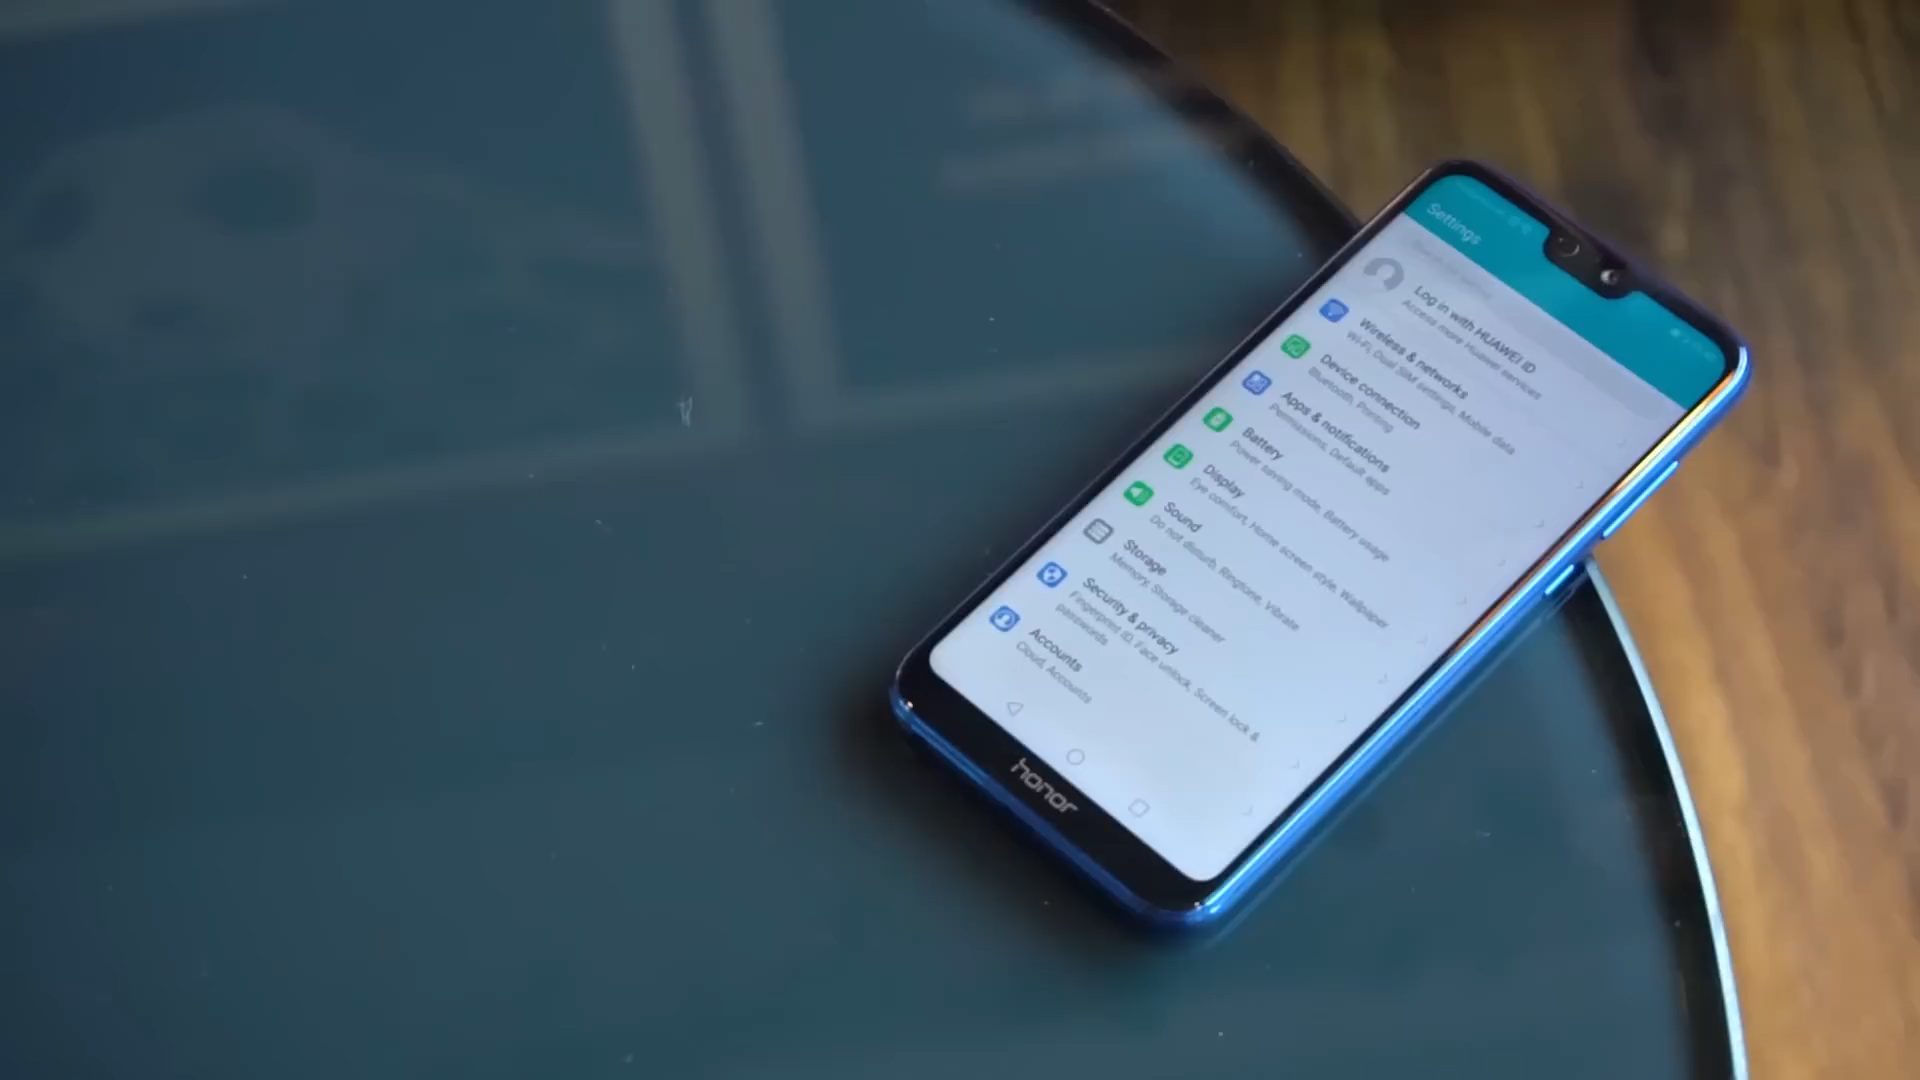 Settings
Log in with HUAWEI ID
Access more Huawei services
Wireless & networks
Wi-Fi, Dual SIM settings, Mobile data
Device connection
Bluetooth, Printing
Apps & notifications
Permissions, Default apps
Battery
Power saving mode, Battery usage
Display
Eye comfort, Home screen style, Wallpaper
Sound
Do not disturb, Ringtone, Vibrate
Storage
Memory, Storage cleaner
Security & privacy
Fingerprint ID, Face unlock, Screen lock &
passwords
Accounts
Cloud, Accounts
honor